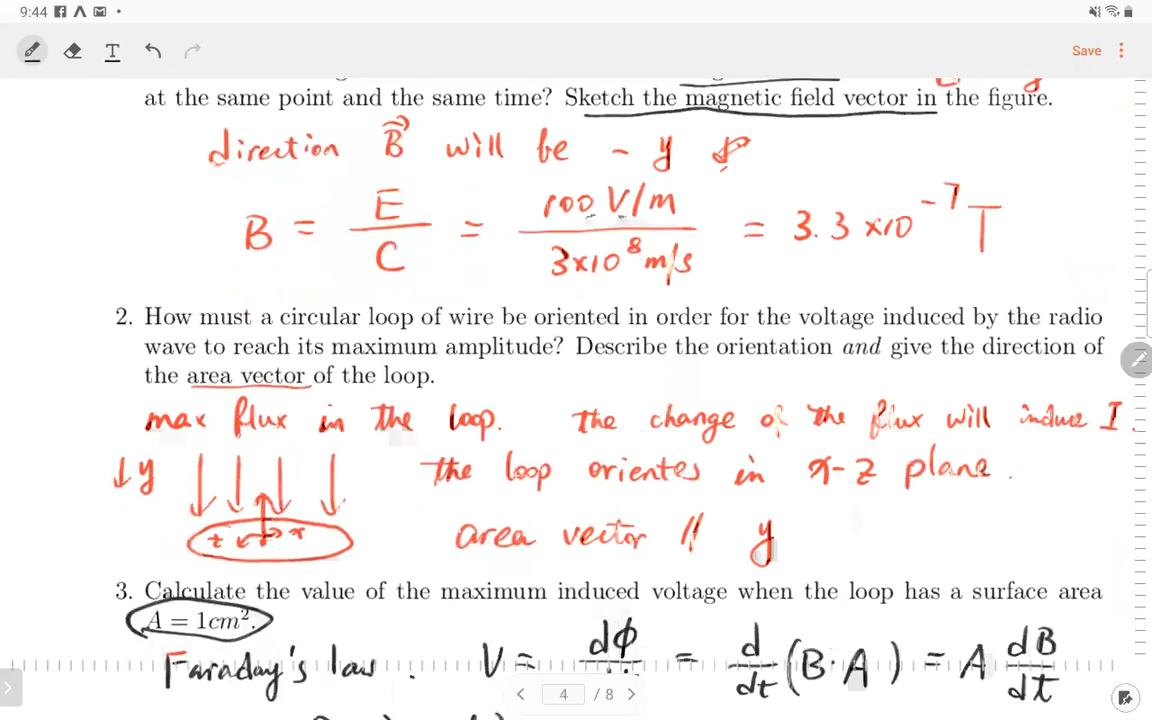 9:44
Save
at the same point and the same time? Sketch the magnetic field vector in the figure.
direction B⃗ will be - y
B = E / C = 100 V/m / 3×10^8 m/s = 3.3 ×10^-7 T
2. How must a circular loop of wire be oriented in order for the voltage induced by the radio
wave to reach its maximum amplitude? Describe the orientation and give the direction of
the area vector of the loop.
max flux in the loop. The change of the flux will induce I.
↓y the loop orientes in x-z plane.
z x
area vector // y
3. Calculate the value of the maximum induced voltage when the loop has a surface area
A = 1cm².
Faraday's law. V = dϕ = d/dt (B·A) = A dB/dt
4 / 8